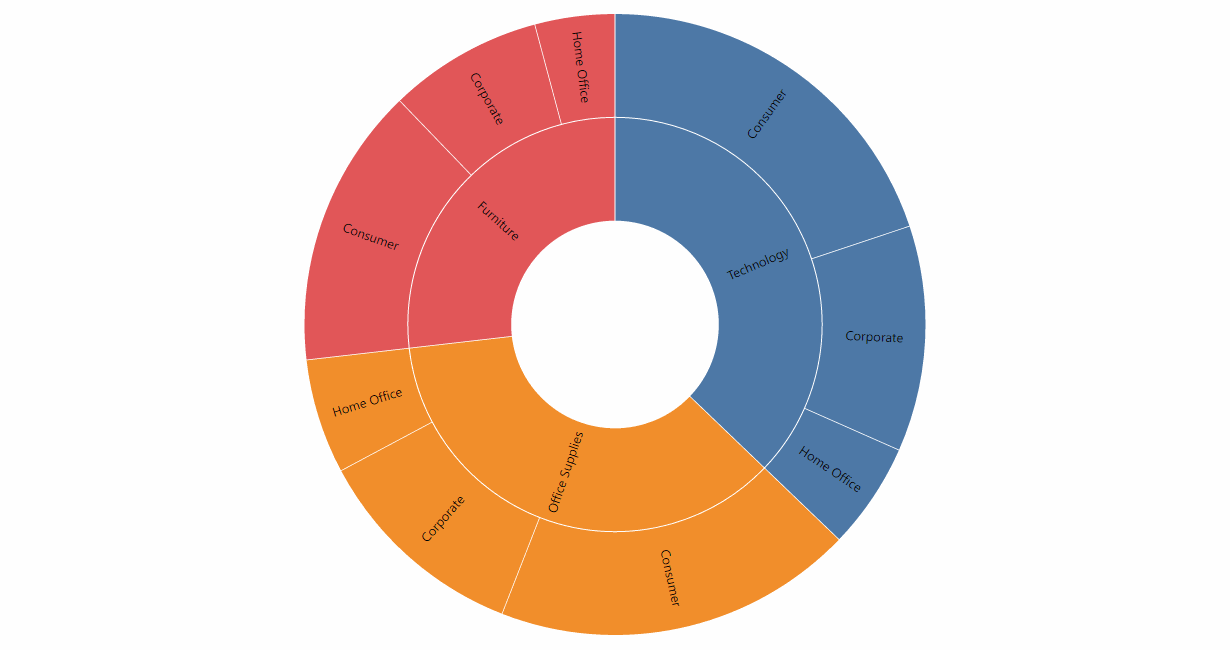 Home Office
Corporate
Consumer
Furniture
Consumer
Technology
Corporate
Home Office
Home Office
Office Supplies
Corporate
Consumer